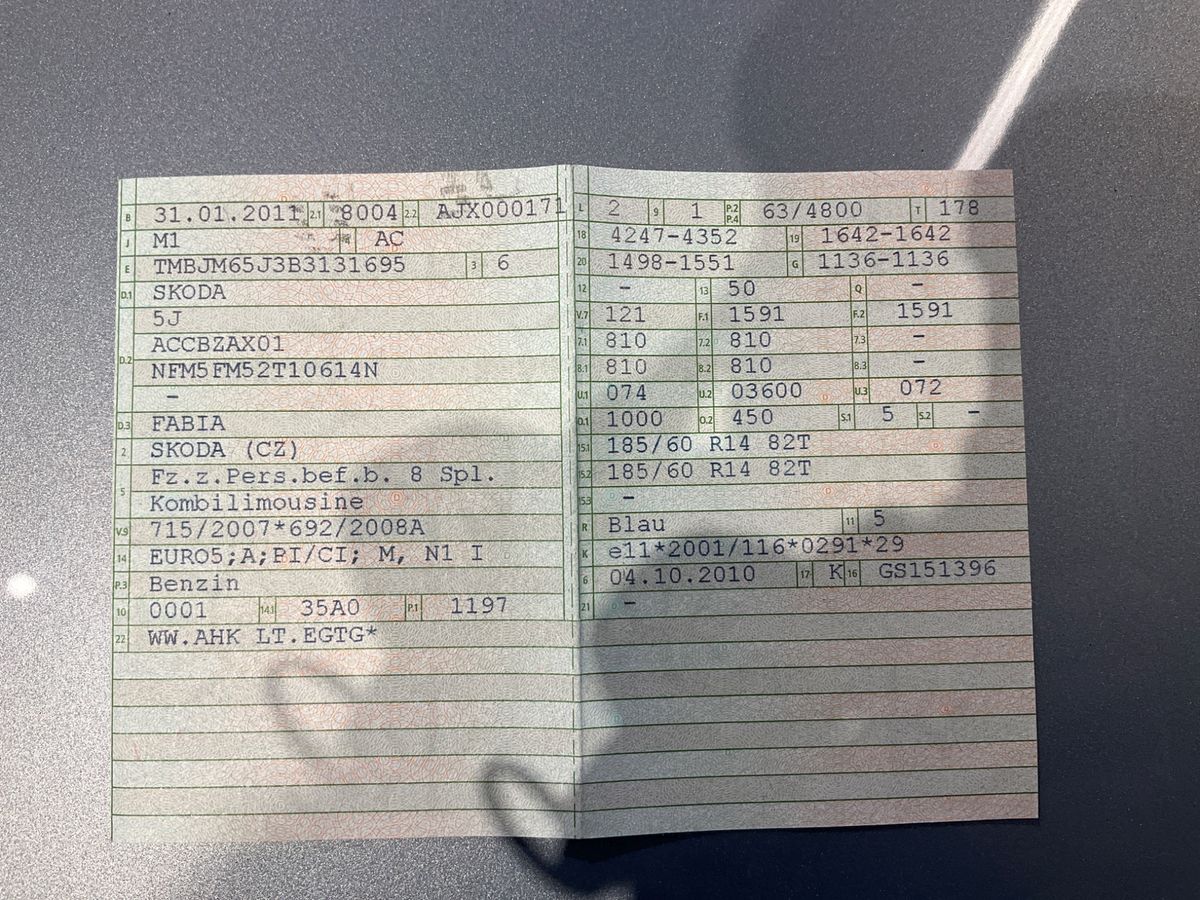 B 31.01.2011 2.1 8004 2.2 AJX000171
J M1 4 AC
E TMBJM65J3B3131695 3 6
D.1 SKODA
5J
D.2 ACCBZAX01
NFM5FM52T10614N
–
D.3 FABIA
2 SKODA (CZ)
5 Fz.z.Pers.bef.b. 8 Spl.
Kombilimousine
V.9 715/2007*692/2008A
14 EURO5;A;PI/CI; M, N1 I
P.3 Benzin
10 0001 14.1 35A0 P.1 1197
22 WW.AHK LT.EGTG*
L 2 9 1 P.2 P.4 63/4800 T 178
18 4247-4352 19 1642-1642
20 1498-1551 G 1136-1136
12 – 13 50 Q –
V.7 121 F.1 1591 F.2 1591
7.1 810 7.2 810 7.3 –
8.1 810 8.2 810 8.3 –
U.1 074 U.2 03600 U.3 072
O.1 1000 O.2 450 S.1 5 S.2 –
15.1 185/60 R14 82T
15.2 185/60 R14 82T
15.3 –
R Blau 11 5
K e11*2001/116*0291*29
6 04.10.2010 17 K 16 GS151396
21 –